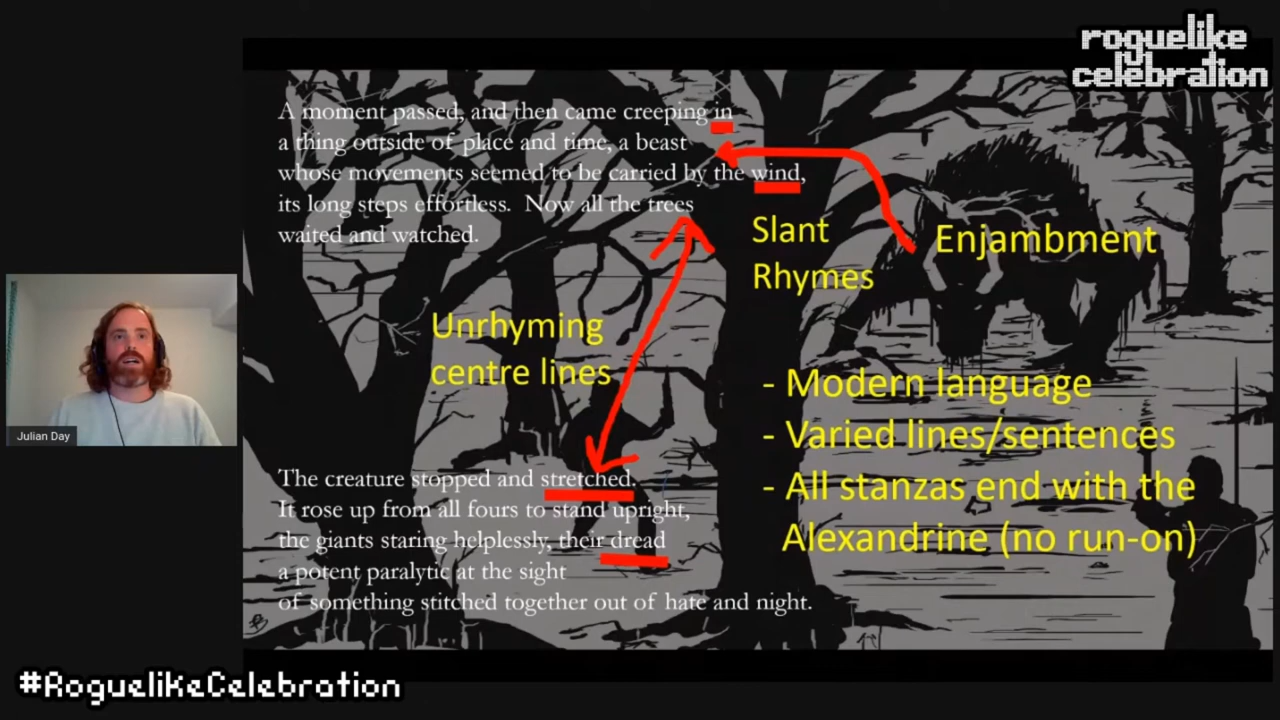 roguelike
celebration
A moment passed, and then came creeping in
a thing outside of place and time, a beast
whose movements seemed to be carried by the wind,
its long steps effortless. Now all the trees
waited and watched.
Slant
Rhymes
Enjambment
Unrhyming
centre lines
- Modern language
- Varied lines/sentences
- All stanzas end with the
Alexandrine (no run-on)
The creature stopped and stretched.
It rose up from all fours to stand upright,
the giants staring helplessly, their dread
a potent paralytic at the sight
of something stitched together out of hate and night.
Julian Day
#RoguelikeCelebration